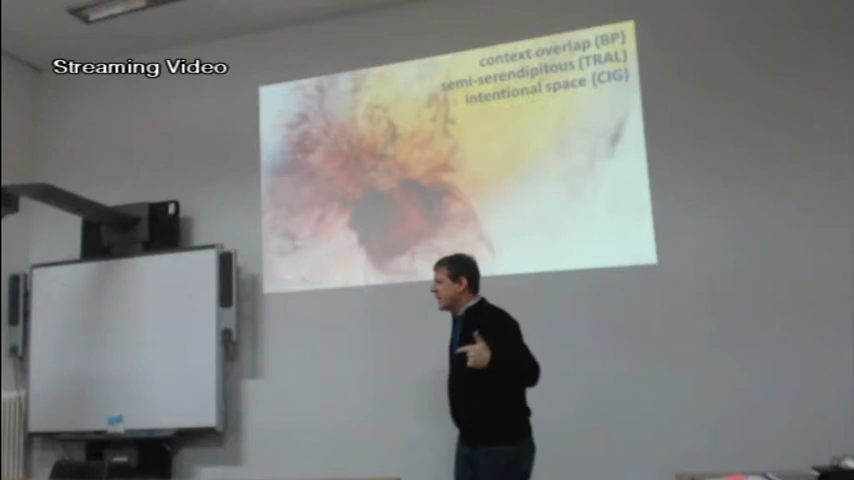 Streaming Video
context overlap (BP)
semi-serendipitous (TRAL)
intentional space (CIG)